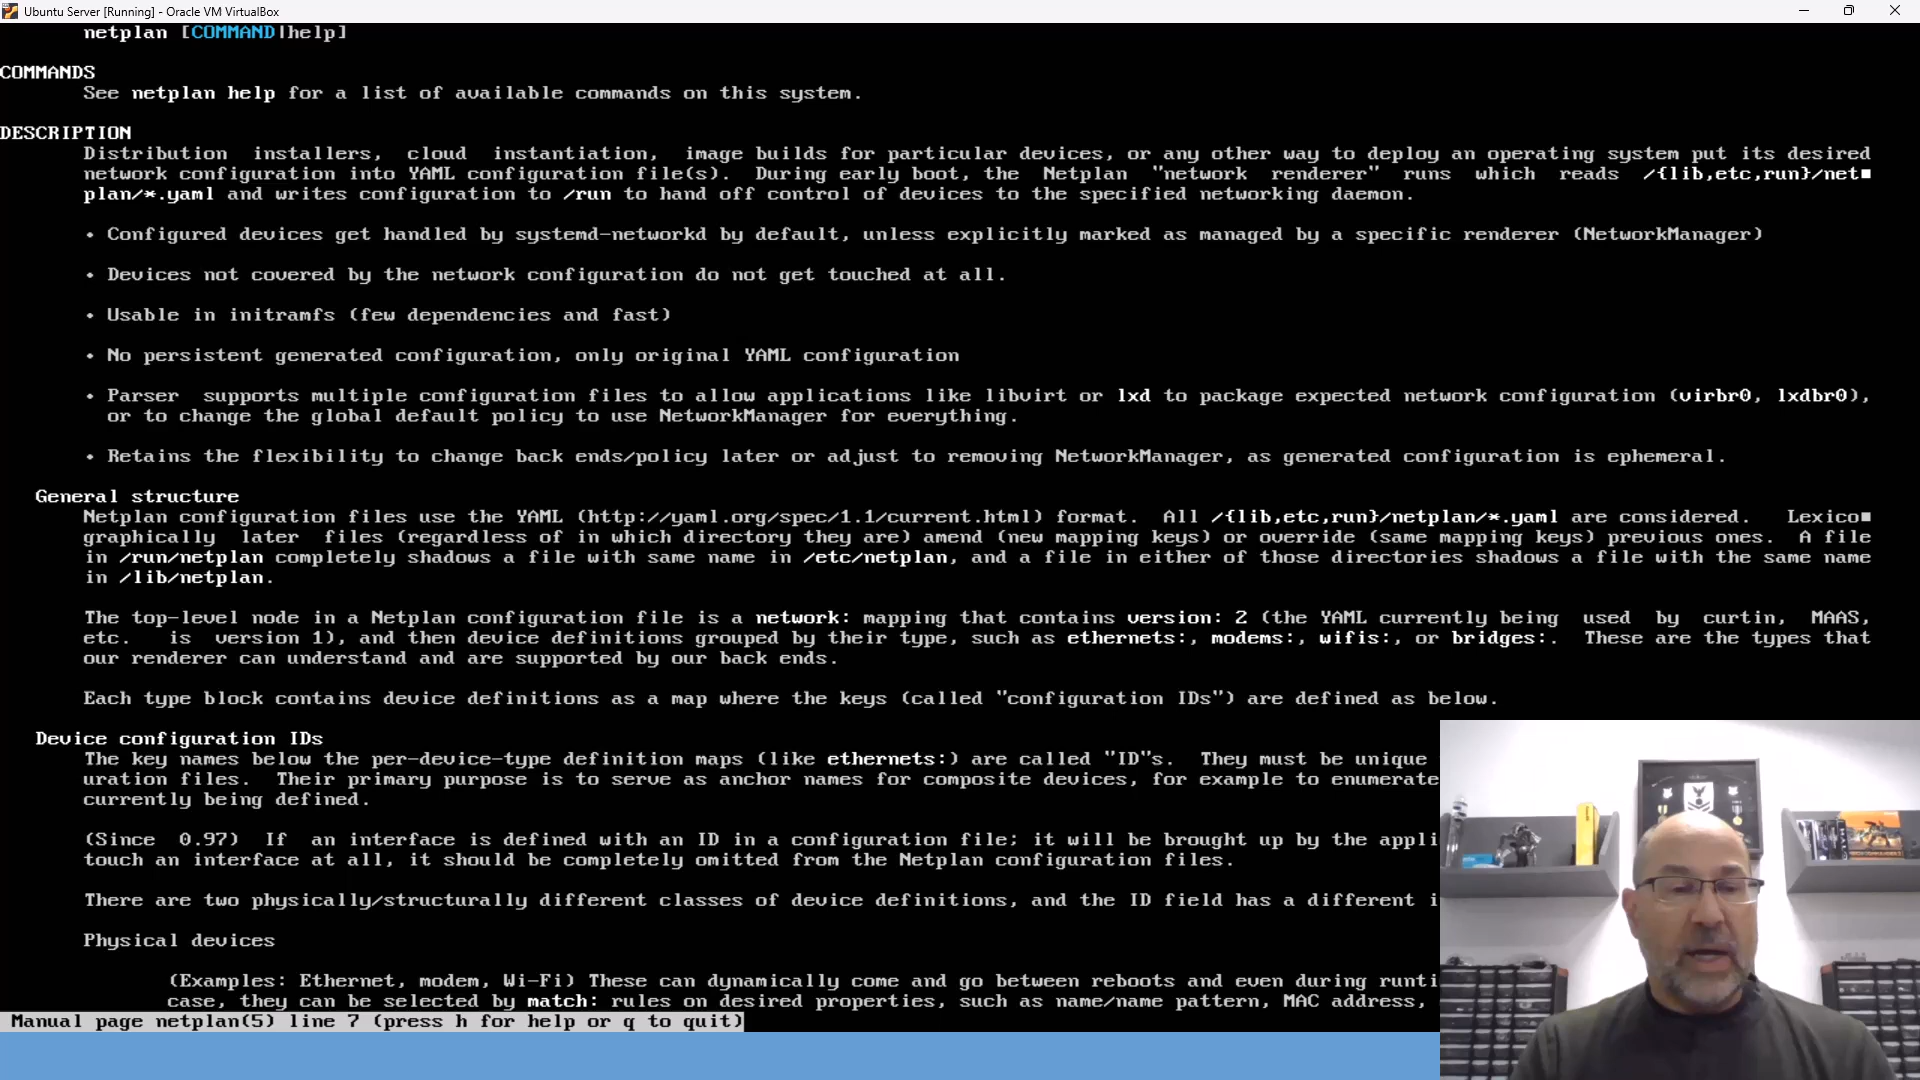 Ubuntu Server [Running] - Oracle VM VirtualBox
netplan [COMMAND|help]
COMMANDS
See netplan help for a list of available commands on this system.
DESCRIPTION
Distribution installers, cloud instantiation, image builds for particular devices, or any other way to deploy an operating system put its desired
network configuration into YAML configuration file(s). During early boot, the Netplan "network renderer" runs which reads /{lib,etc,run}/net■
plan/*.yaml and writes configuration to /run to hand off control of devices to the specified networking daemon.
• Configured devices get handled by systemd-networkd by default, unless explicitly marked as managed by a specific renderer (NetworkManager)
• Devices not covered by the network configuration do not get touched at all.
• Usable in initramfs (few dependencies and fast)
• No persistent generated configuration, only original YAML configuration
• Parser supports multiple configuration files to allow applications like libvirt or lxd to package expected network configuration (virbr0, lxdbr0),
or to change the global default policy to use NetworkManager for everything.
• Retains the flexibility to change back ends/policy later or adjust to removing NetworkManager, as generated configuration is ephemeral.
General structure
Netplan configuration files use the YAML (http://yaml.org/spec/1.1/current.html) format. All /{lib,etc,run}/netplan/*.yaml are considered. Lexico■
graphically later files (regardless of in which directory they are) amend (new mapping keys) or override (same mapping keys) previous ones. A file
in /run/netplan completely shadows a file with same name in /etc/netplan, and a file in either of those directories shadows a file with the same name
in /lib/netplan.
The top-level node in a Netplan configuration file is a network: mapping that contains version: 2 (the YAML currently being used by curtin, MAAS,
etc. is version 1), and then device definitions grouped by their type, such as ethernets:, modems:, wifis:, or bridges:. These are the types that
our renderer can understand and are supported by our back ends.
Each type block contains device definitions as a map where the keys (called "configuration IDs") are defined as below.
Device configuration IDs
The key names below the per-device-type definition maps (like ethernets:) are called "ID"s. They must be unique
uration files. Their primary purpose is to serve as anchor names for composite devices, for example to enumerate
currently being defined.
(Since 0.97) If an interface is defined with an ID in a configuration file; it will be brought up by the appli
touch an interface at all, it should be completely omitted from the Netplan configuration files.
There are two physically/structurally different classes of device definitions, and the ID field has a different i
Physical devices
(Examples: Ethernet, modem, Wi-Fi) These can dynamically come and go between reboots and even during runti
case, they can be selected by match: rules on desired properties, such as name/name pattern, MAC address,
Manual page netplan(5) line 7 (press h for help or q to quit)